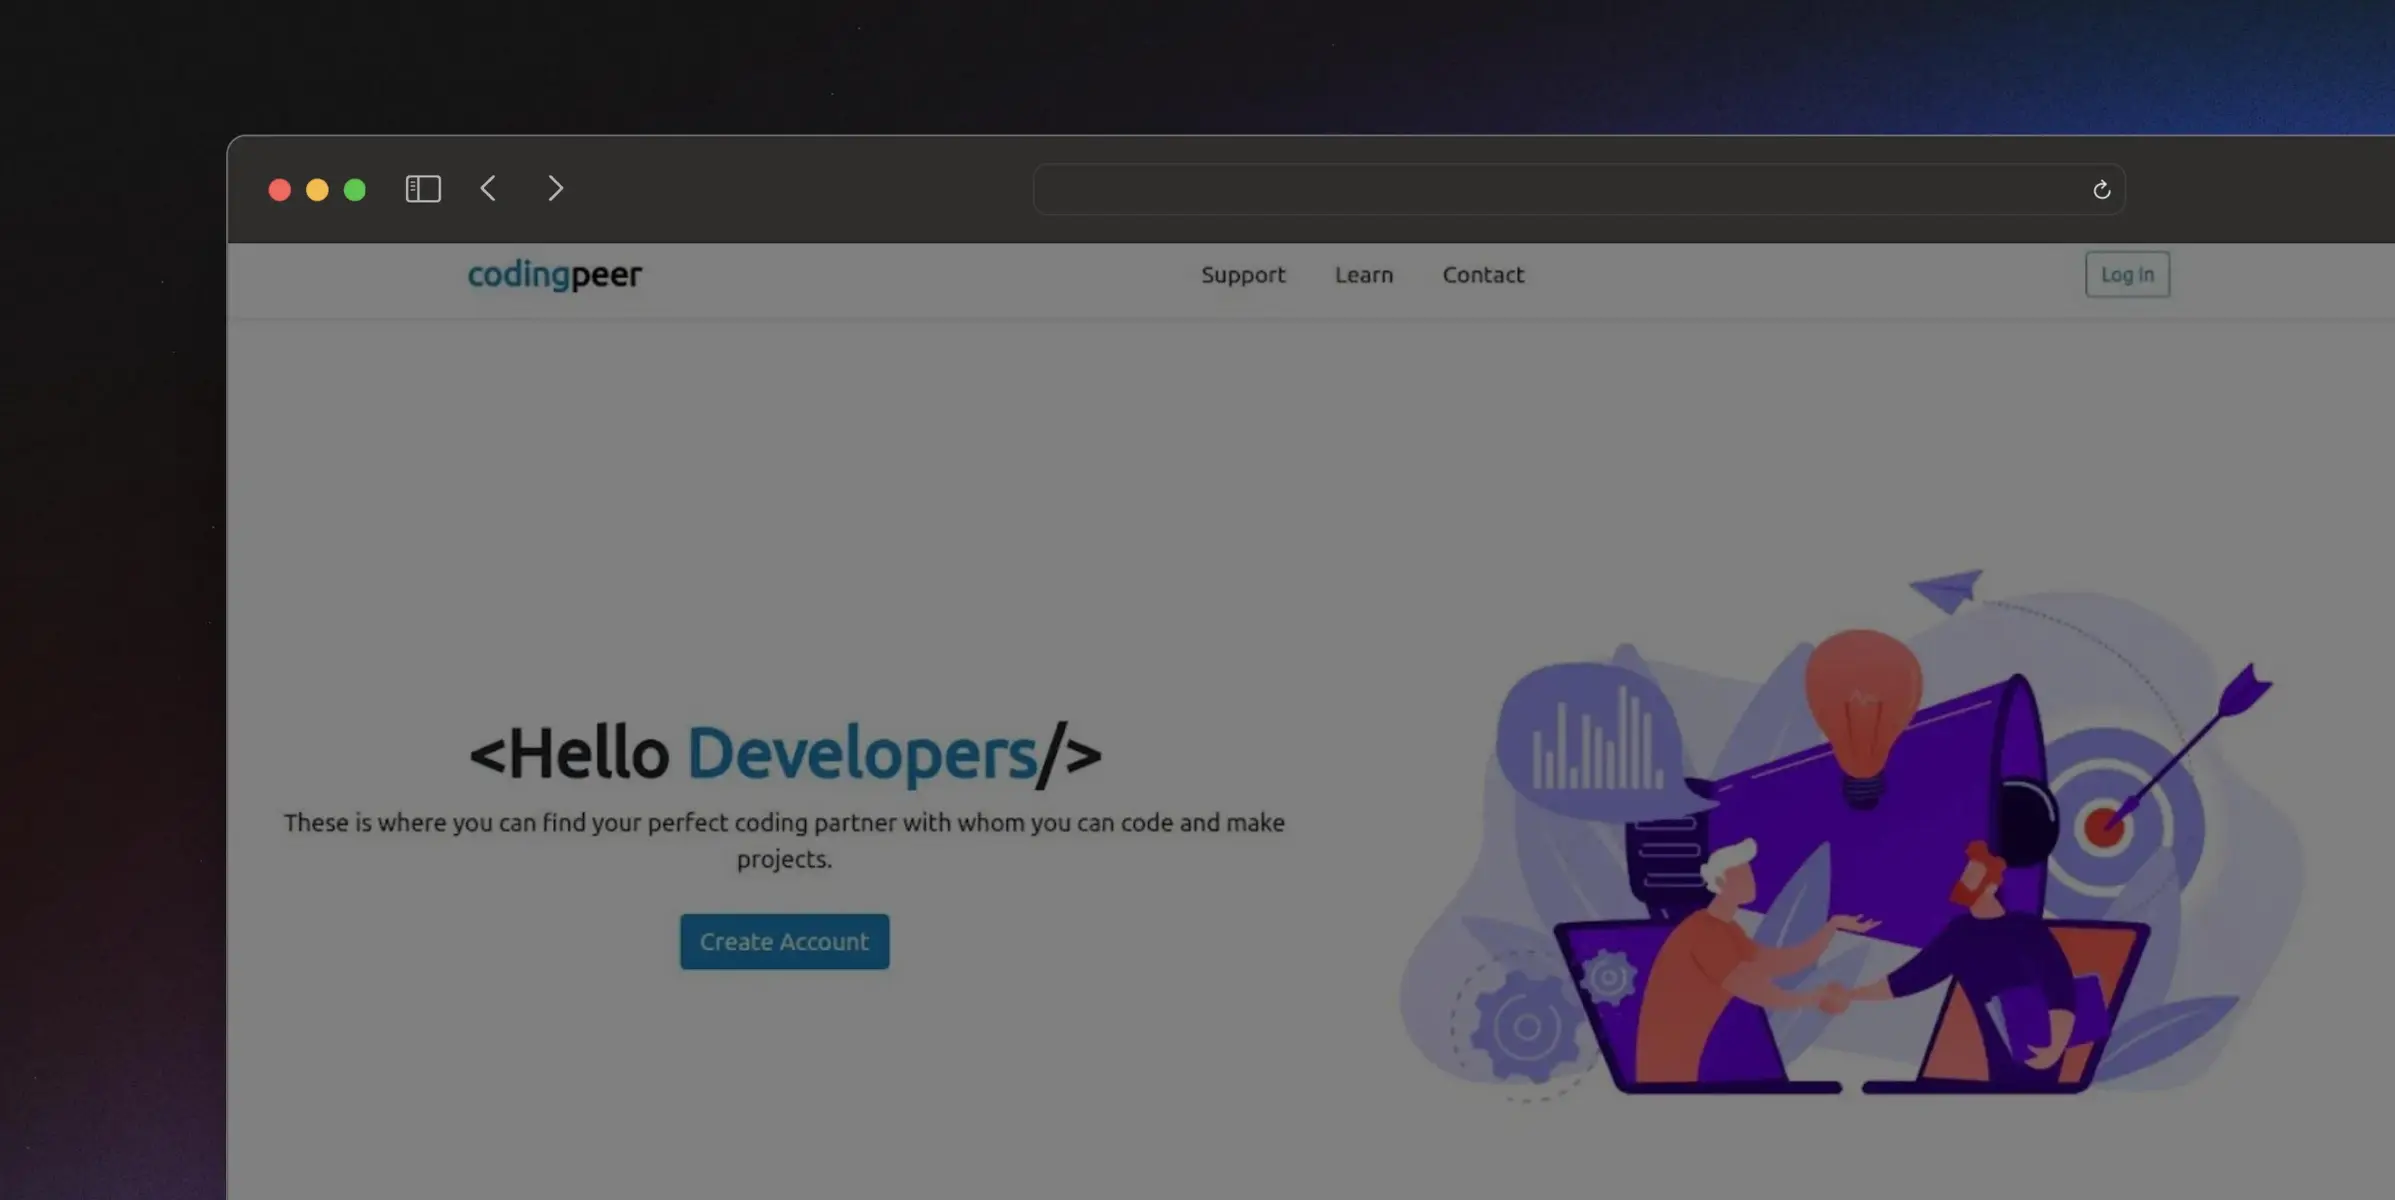 codingpeer
Support Learn Contact
Log In
<Hello Developers/>
These is where you can find your perfect coding partner with whom you can code and make
projects.
Create Account